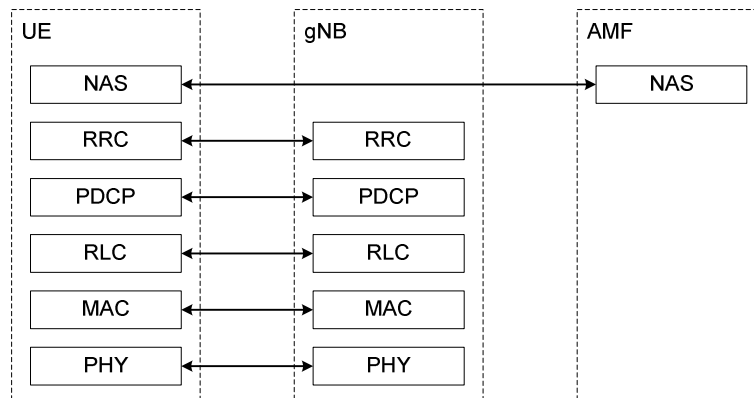 UE gNB AMF
NAS NAS
RRC RRC
PDCP PDCP
RLC RLC
MAC MAC
PHY PHY